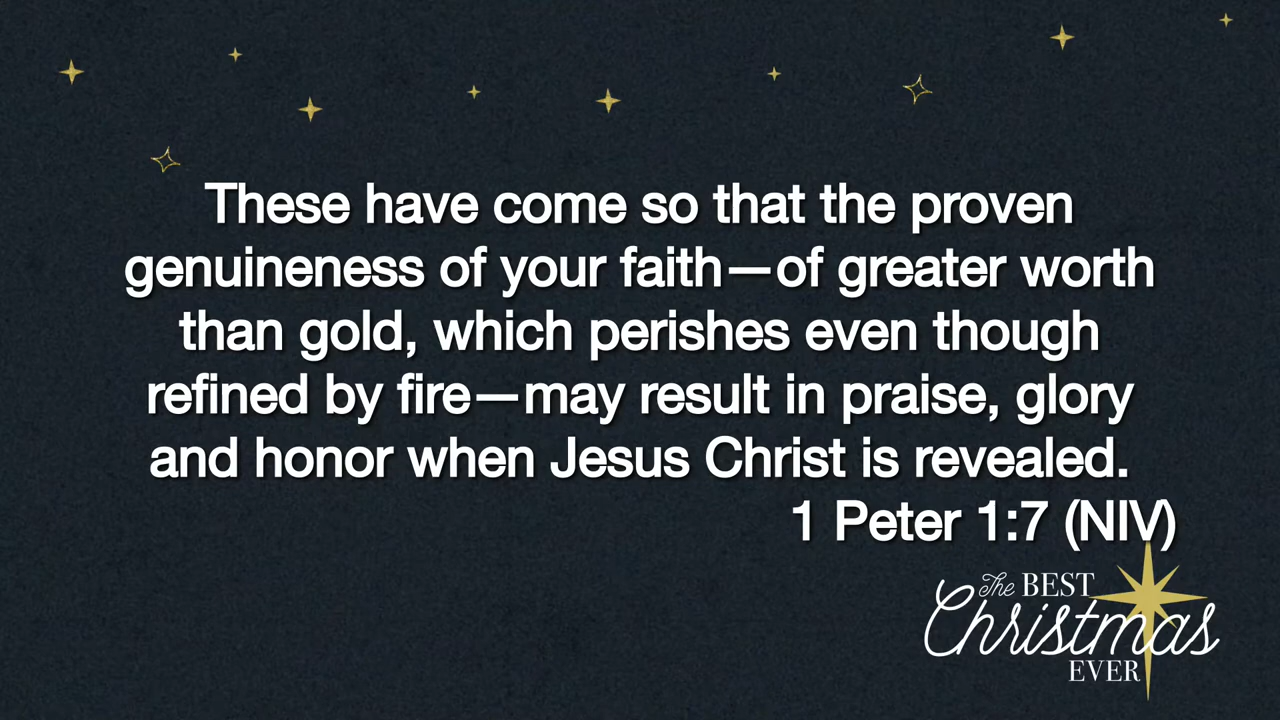 These have come so that the proven
genuineness of your faith—of greater worth
than gold, which perishes even though
refined by fire—may result in praise, glory
and honor when Jesus Christ is revealed.
1 Peter 1:7 (NIV)
The BEST
Christmas
EVER